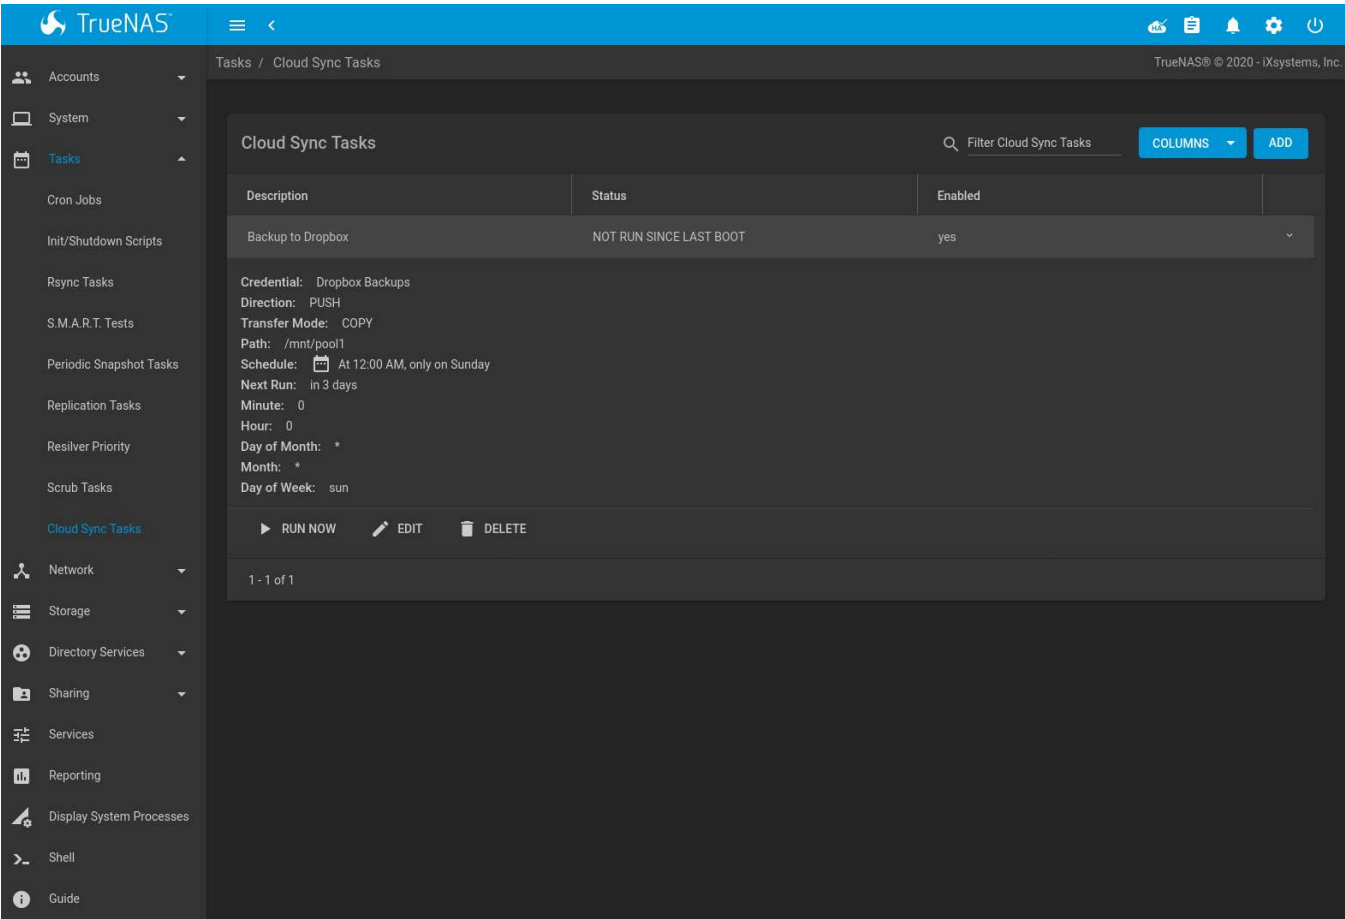 TrueNAS
HA
Tasks / Cloud Sync Tasks
TrueNAS® © 2020 - iXsystems, Inc.
Accounts
System
Tasks
Cron Jobs
Init/Shutdown Scripts
Rsync Tasks
S.M.A.R.T. Tests
Periodic Snapshot Tasks
Replication Tasks
Resilver Priority
Scrub Tasks
Cloud Sync Tasks
Network
Storage
Directory Services
Sharing
Services
Reporting
Display System Processes
Shell
Guide
Cloud Sync Tasks
Filter Cloud Sync Tasks
COLUMNS
ADD
Description Status Enabled
Backup to Dropbox NOT RUN SINCE LAST BOOT yes
Credential: Dropbox Backups
Direction: PUSH
Transfer Mode: COPY
Path: /mnt/pool1
Schedule: At 12:00 AM, only on Sunday
Next Run: in 3 days
Minute: 0
Hour: 0
Day of Month: *
Month: *
Day of Week: sun
RUN NOW EDIT DELETE
1 - 1 of 1